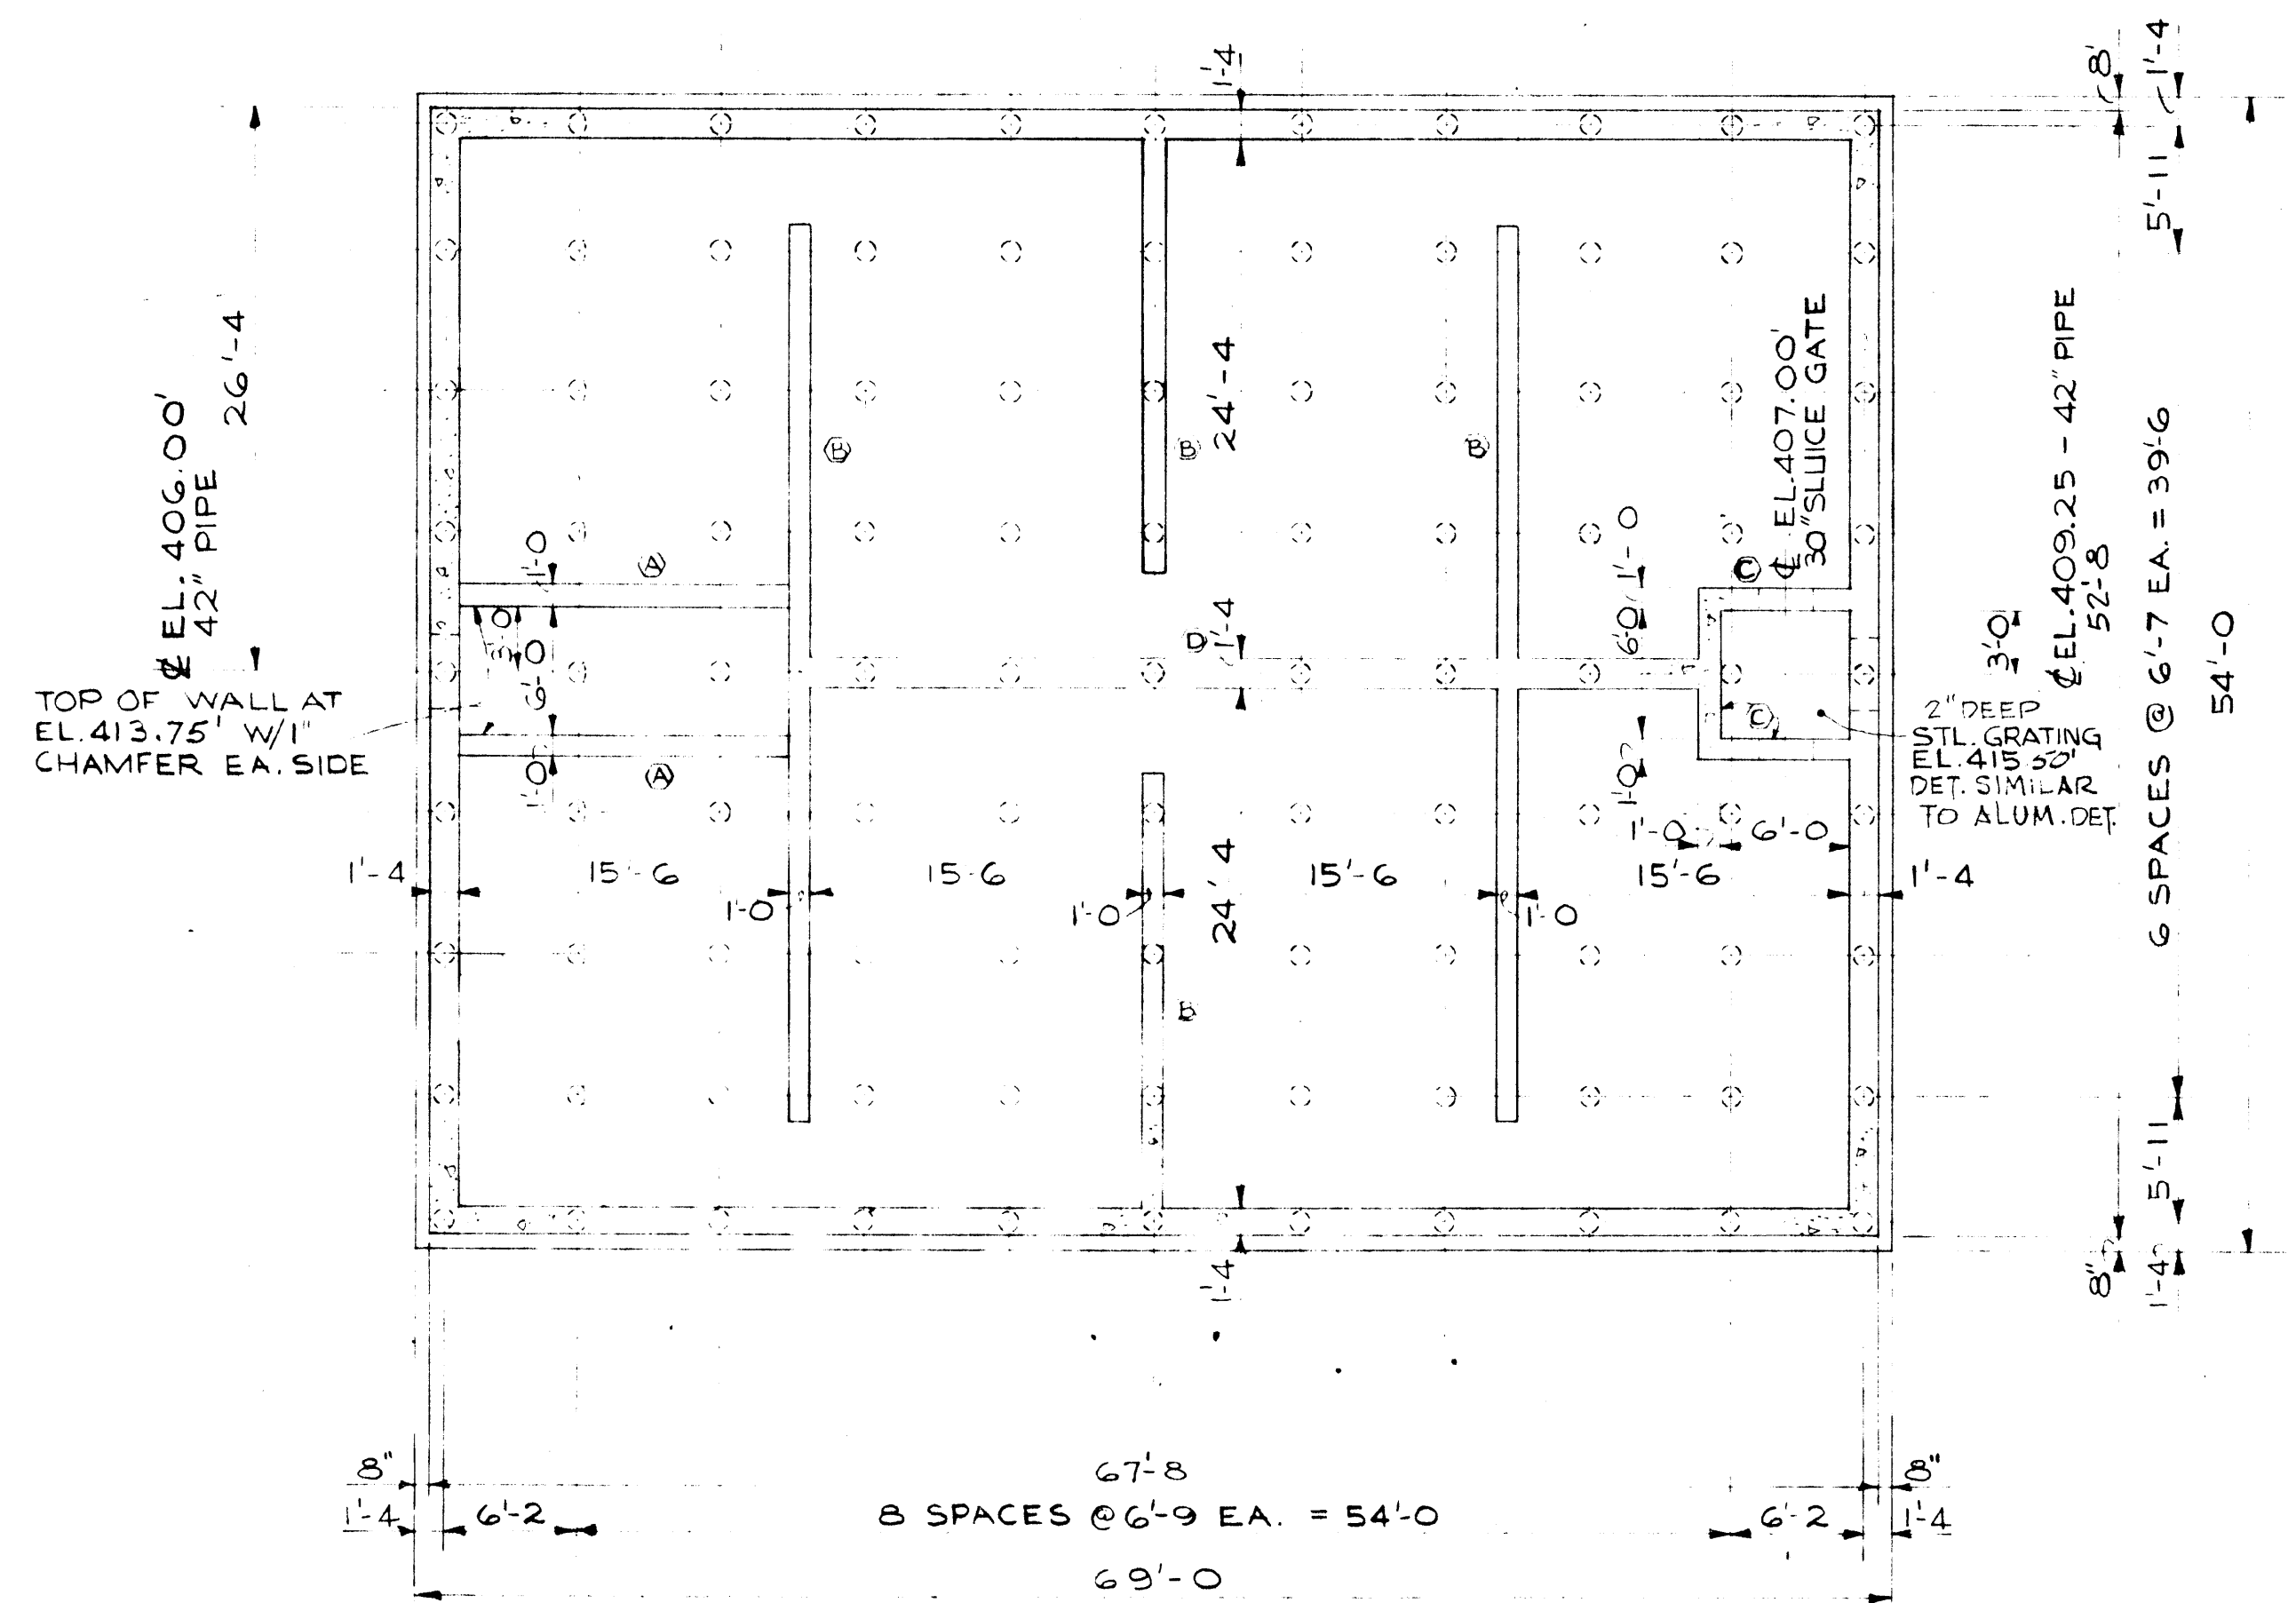 1'-4
8'
1'-4
5'-11
26'-4
℄ EL. 406.00'
42" PIPE
24'-4
B
B
B
℄ EL. 407.00'
30" SLUICE GATE
℄ EL. 409.25 - 42" PIPE
52'-8
6 SPACES @ 6'-7 EA. = 39'-6
54'-0
1'-0
A
3'-0
6'-0
1'-0
A
D
1'-4
1'-0
6'-0
1'-0
C
C
3'-0
TOP OF WALL AT
EL. 413.75' W/1"
CHAMFER EA. SIDE
2" DEEP
STL. GRATING
EL. 415.50'
DET. SIMILAR
TO ALUM. DET.
1'-0
6'-0
1'-4
15'-6
15-6
15'-6
15'-6
1'-4
1'-0
1'-0
1'-0
24'-4
B
5'-11
1'-4
8"
1'-4
8"
67'-8
8"
1'-4
6'-2
8 SPACES @ 6'-9 EA. = 54'-0
6'-2
1'-4
69'-0